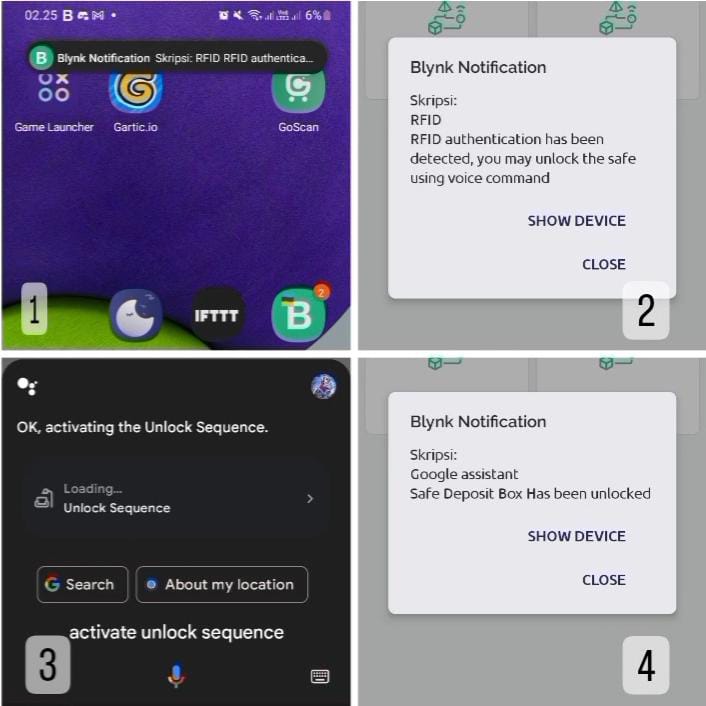 02.25 B
6%
B Blynk Notification Skripsi: RFID RFID authentica...
Game Launcher
Gartic.io
GoScan
IFTTT
B
2
1
Blynk Notification
Skripsi:
RFID
RFID authentication has been
detected, you may unlock the safe
using voice command
SHOW DEVICE
CLOSE
2
OK, activating the Unlock Sequence.
Loading...
Unlock Sequence
Search
About my location
activate unlock sequence
3
Blynk Notification
Skripsi:
Google assistant
Safe Deposit Box Has been unlocked
SHOW DEVICE
CLOSE
4